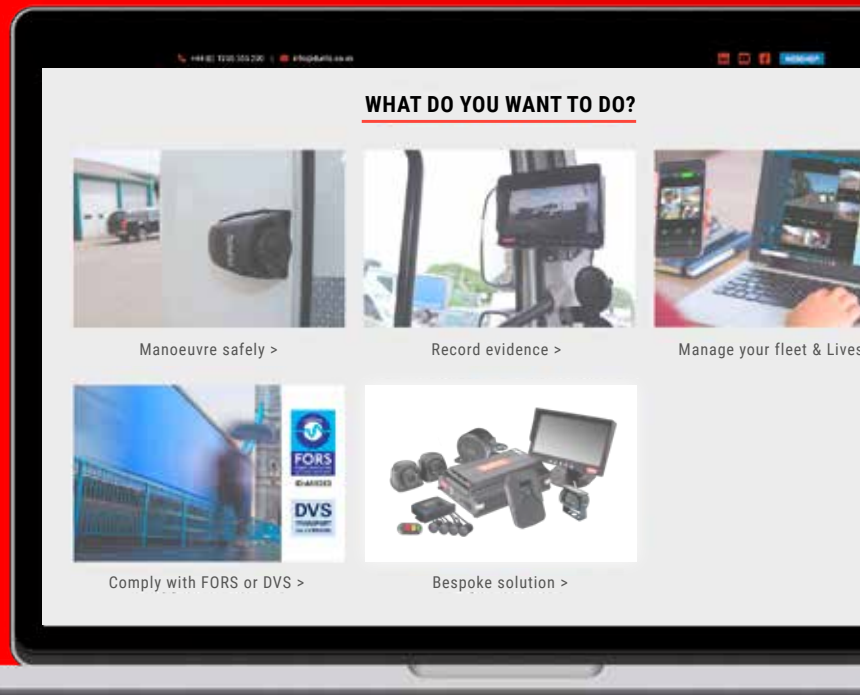 WHAT DO YOU WANT TO DO?
Manoeuvre safely >
Record evidence >
Manage your fleet & Lives
FORS
DVS
Comply with FORS or DVS >
Bespoke solution >